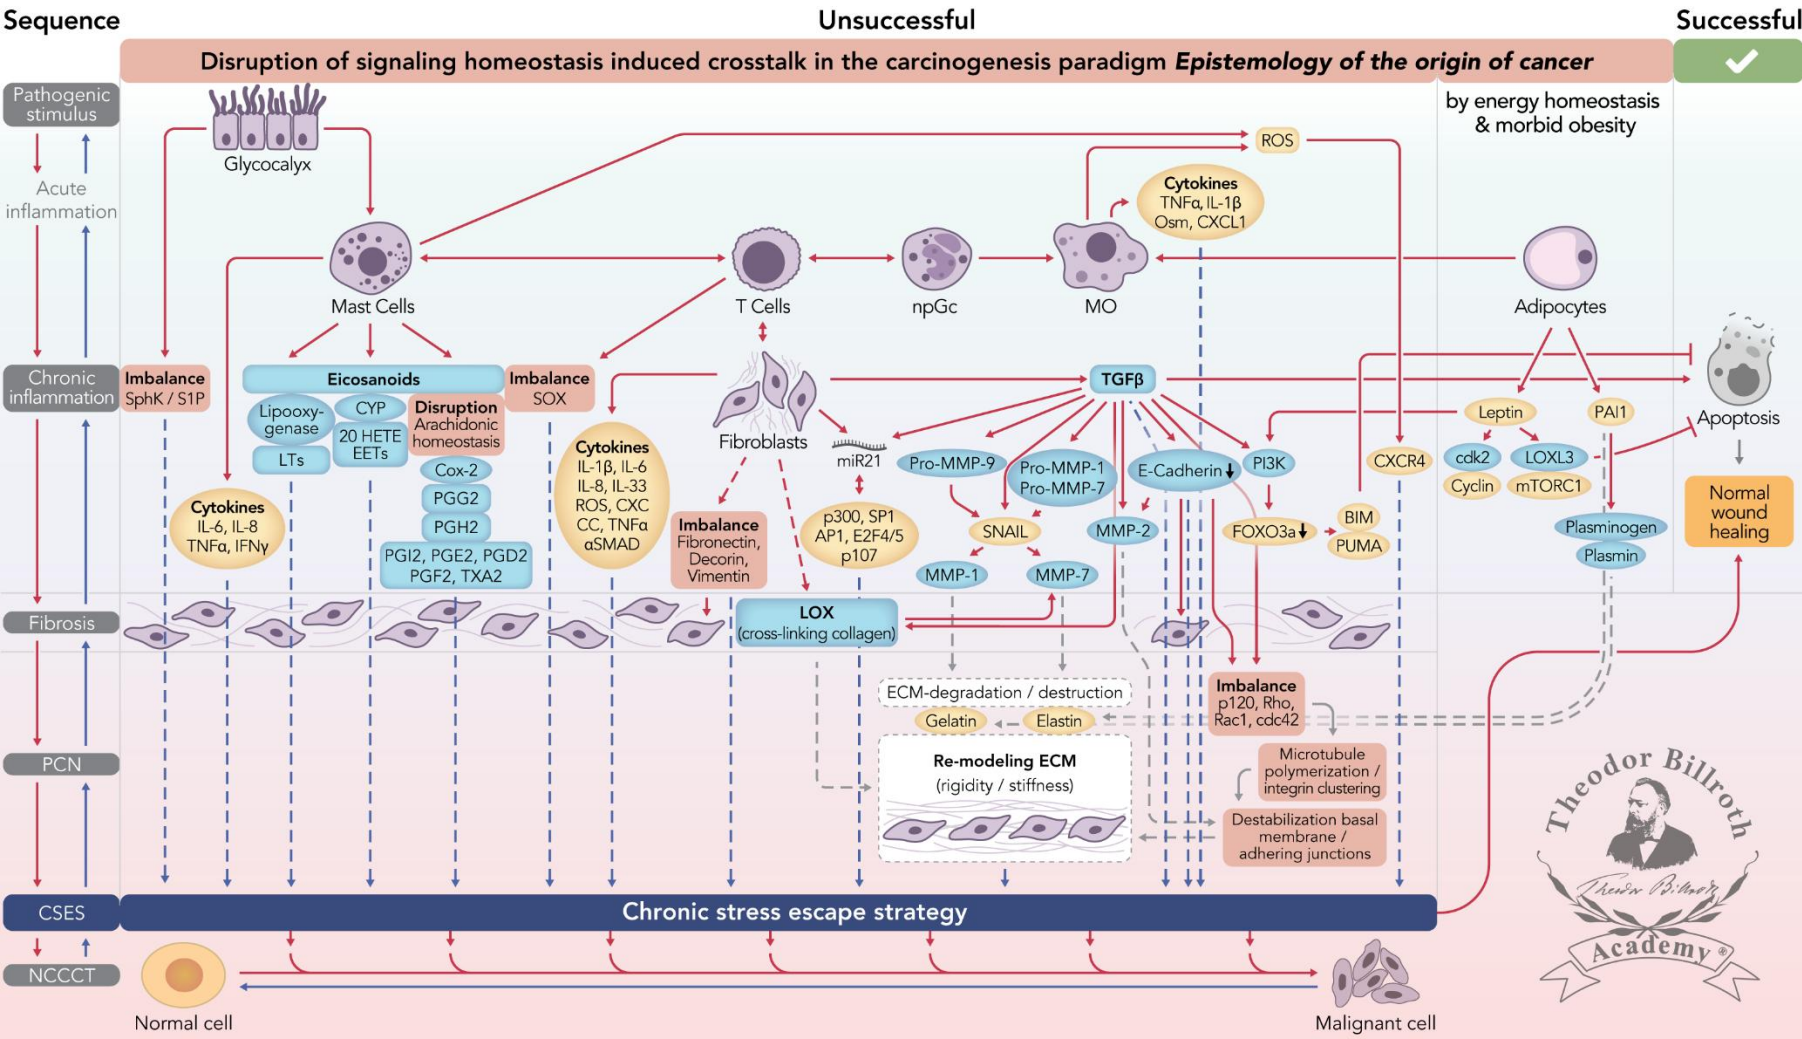 Sequence
Unsuccessful
Successful
Disruption of signaling homeostasis induced crosstalk in the carcinogenesis paradigm Epistemology of the origin of cancer
by energy homeostasis
& morbid obesity
Pathogenic
stimulus
Acute
inflammation
Chronic
inflammation
Fibrosis
PCN
CSES
NCCCT
Glycocalyx
ROS
Cytokines
TNFα, IL-1β
Osm, CXCL1
Mast Cells
T Cells
npGc
MO
Adipocytes
Imbalance
SphK / S1P
Eicosanoids
Lipooxy-
genase
LTs
CYP
20 HETE
EETs
Disruption
Arachidonic
homeostasis
Cox-2
PGG2
PGH2
PGI2, PGE2, PGD2
PGF2, TXA2
Imbalance
SOX
Cytokines
IL-6, IL-8
TNFα, IFNγ
Cytokines
IL-1β, IL-6
IL-8, IL-33
ROS, CXC
CC, TNFα
αSMAD
Fibroblasts
Imbalance
Fibronectin,
Decorin,
Vimentin
miR21
p300, SP1
AP1, E2F4/5
p107
LOX
(cross-linking collagen)
TGFβ
Pro-MMP-9
Pro-MMP-1
Pro-MMP-7
E-Cadherin
PI3K
CXCR4
SNAIL
MMP-2
FOXO3a
BIM
PUMA
MMP-1
MMP-7
Leptin
PAI1
cdk2
Cyclin
LOXL3
mTORC1
Plasminogen
Plasmin
Apoptosis
Normal
wound
healing
ECM-degradation / destruction
Gelatin
Elastin
Re-modeling ECM
(rigidity / stiffness)
Imbalance
p120, Rho,
Rac1, cdc42
Microtubule
polymerization /
integrin clustering
Destabilization basal
membrane /
adhering junctions
Chronic stress escape strategy
Normal cell
Malignant cell
Theodor Billroth
Theodor Billroth
Academy ®